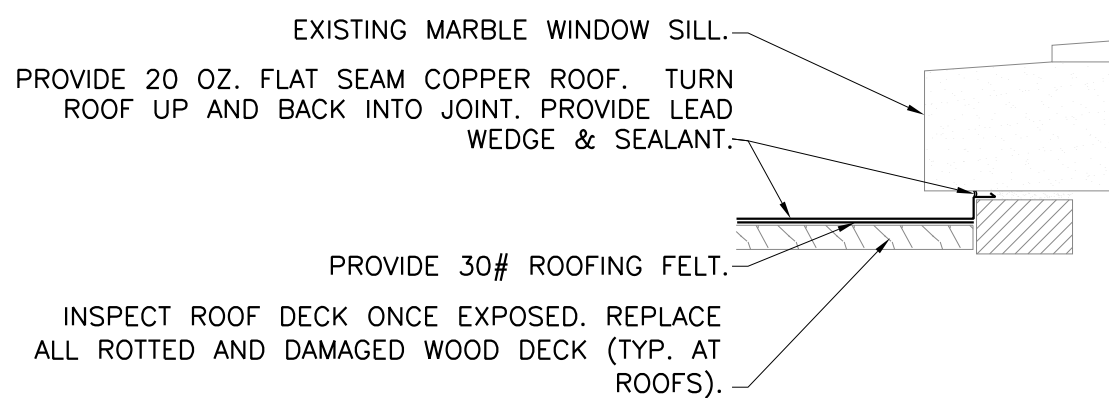 EXISTING MARBLE WINDOW SILL.
PROVIDE 20 OZ. FLAT SEAM COPPER ROOF. TURN
ROOF UP AND BACK INTO JOINT. PROVIDE LEAD
WEDGE & SEALANT.
PROVIDE 30# ROOFING FELT.
INSPECT ROOF DECK ONCE EXPOSED. REPLACE
ALL ROTTED AND DAMAGED WOOD DECK (TYP. AT
ROOFS).